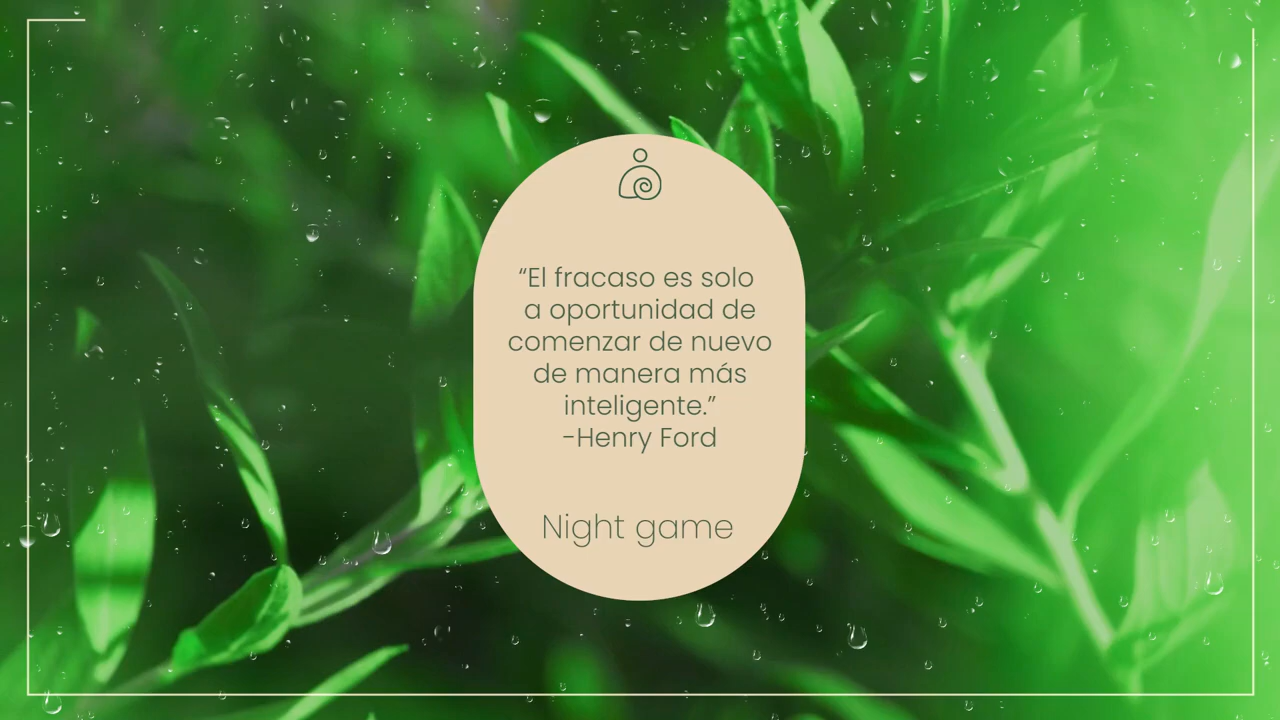 “El fracaso es solo
a oportunidad de
comenzar de nuevo
de manera más
inteligente.”
-Henry Ford
Night game